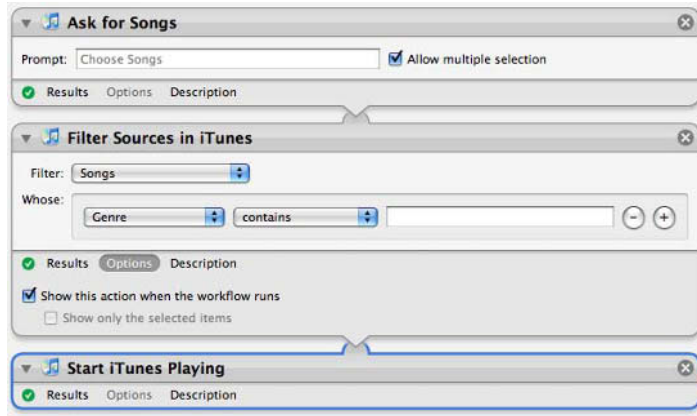 Ask for Songs
Prompt: Choose Songs Allow multiple selection
Results Options Description
Filter Sources in iTunes
Filter: Songs
Whose:
Genre contains
Results Options Description
Show this action when the workflow runs
Show only the selected items
Start iTunes Playing
Results Options Description